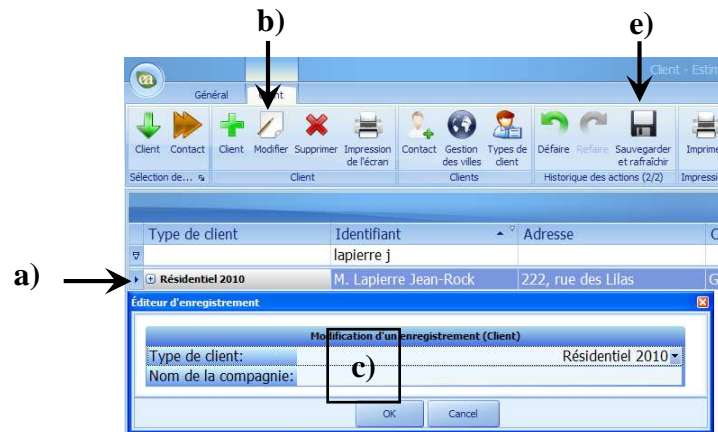 b)
e)
ea
Client - Estim
Général
Client Contact Client Modifier Supprimer Impression de l'écran Contact Gestion des villes Types de client Défaire Refaire Sauvegarder et rafraîchir
Sélection de... Client Clients Historique des actions (2/2)
Type de client Identifiant Adresse
lapierre j
a)
Résidentiel 2010 M. Lapierre Jean-Rock 222, rue des Lilas G
Éditeur d'enregistrement
Modification d'un enregistrement (Client)
Type de client: Résidentiel 2010
Nom de la compagnie:
c)
OK Cancel